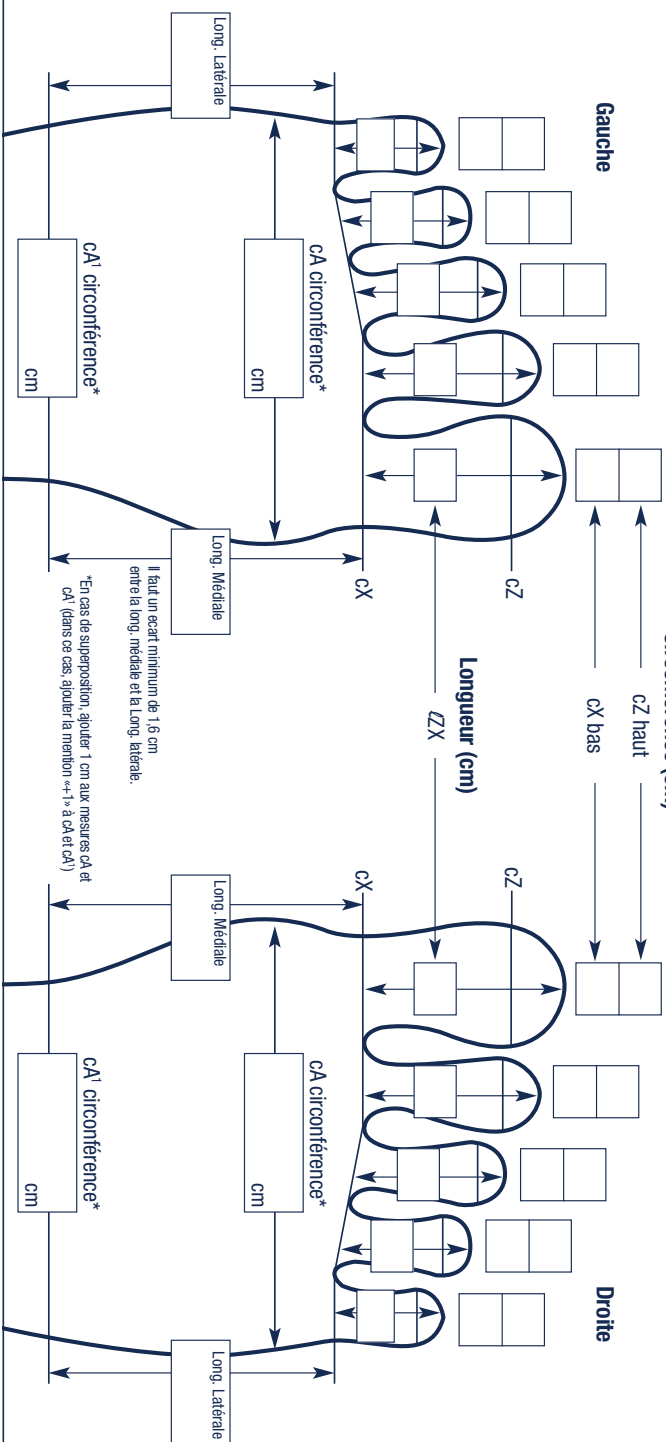 cZ haut
cX bas
Gauche
Droite
cZ
cZ
Longueur (cm)
ℓZX
cX
cX
cA circonférence*
cm
cA circonférence*
cm
Long. Latérale
Long. Médiale
Long. Médiale
Long. Latérale
Il faut un ecart minimum de 1,6 cm
entre la long. médiale et la Long. latérale.
cA¹ circonférence*
cm
cA¹ circonférence*
cm
*En cas de superposition, ajouter 1 cm aux mesures cA et
cA¹ (dans ce cas, ajouter la mention «+1» à cA et cA¹)